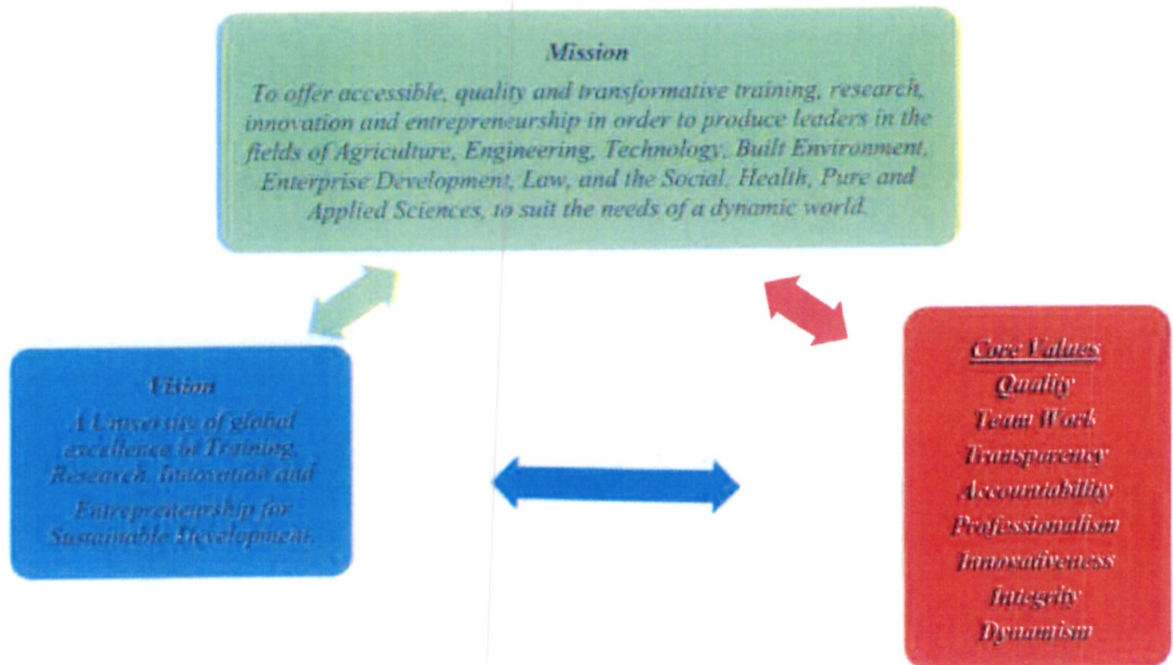 Mission
To offer accessible, quality and transformative training, research,
innovation and entrepreneurship in order to produce leaders in the
fields of Agriculture, Engineering, Technology, Built Environment,
Enterprise Development, Law, and the Social, Health, Pure and
Applied Sciences, to suit the needs of a dynamic world.
Vision
A University of global
excellence in Training,
Research, Innovation and
Entrepreneurship for
Sustainable Development.
Core Values
Quality
Team Work
Transparency
Accountability
Professionalism
Innovativeness
Integrity
Dynamism